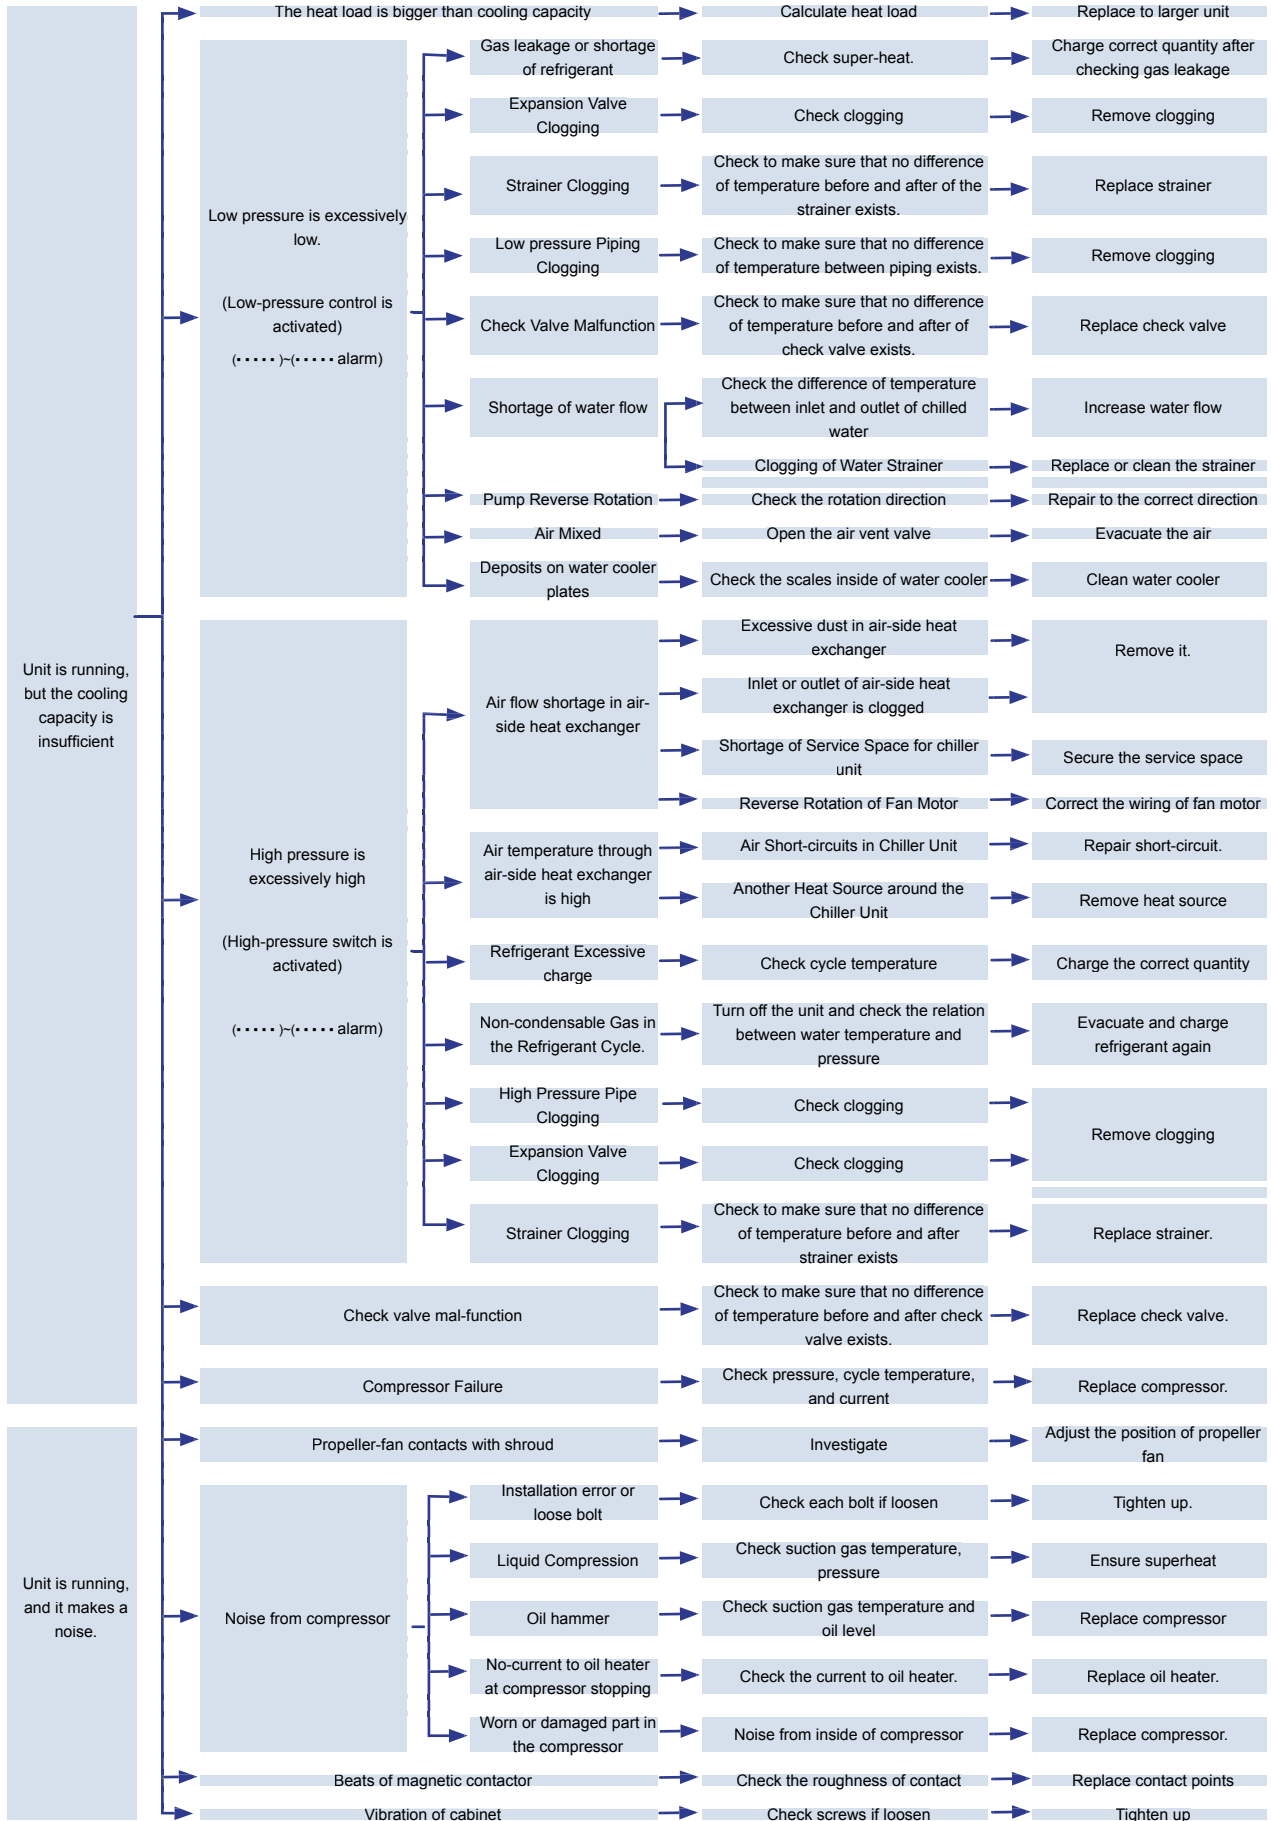 The heat load is bigger than cooling capacity
Calculate heat load
Replace to larger unit
Unit is running,
but the cooling
capacity is
insufficient
Low pressure is excessively
low.
(Low-pressure control is
activated)
(····· )~(····· alarm)
Gas leakage or shortage
of refrigerant
Check super-heat.
Charge correct quantity after
checking gas leakage
Expansion Valve
Clogging
Check clogging
Remove clogging
Strainer Clogging
Check to make sure that no difference
of temperature before and after of the
strainer exists.
Replace strainer
Low pressure Piping
Clogging
Check to make sure that no difference
of temperature between piping exists.
Remove clogging
Check Valve Malfunction
Check to make sure that no difference
of temperature before and after of
check valve exists.
Replace check valve
Shortage of water flow
Check the difference of temperature
between inlet and outlet of chilled
water
Increase water flow
Clogging of Water Strainer
Replace or clean the strainer
Pump Reverse Rotation
Check the rotation direction
Repair to the correct direction
Air Mixed
Open the air vent valve
Evacuate the air
Deposits on water cooler
plates
Check the scales inside of water cooler
Clean water cooler
High pressure is
excessively high
(High-pressure switch is
activated)
(····· )~(····· alarm)
Air flow shortage in air-
side heat exchanger
Excessive dust in air-side heat
exchanger
Remove it.
Inlet or outlet of air-side heat
exchanger is clogged
Shortage of Service Space for chiller
unit
Secure the service space
Reverse Rotation of Fan Motor
Correct the wiring of fan motor
Air temperature through
air-side heat exchanger
is high
Air Short-circuits in Chiller Unit
Repair short-circuit.
Another Heat Source around the
Chiller Unit
Remove heat source
Refrigerant Excessive
charge
Check cycle temperature
Charge the correct quantity
Non-condensable Gas in
the Refrigerant Cycle.
Turn off the unit and check the relation
between water temperature and
pressure
Evacuate and charge
refrigerant again
High Pressure Pipe
Clogging
Check clogging
Remove clogging
Expansion Valve
Clogging
Check clogging
Strainer Clogging
Check to make sure that no difference
of temperature before and after
strainer exists
Replace strainer.
Check valve mal-function
Check to make sure that no difference
of temperature before and after check
valve exists.
Replace check valve.
Compressor Failure
Check pressure, cycle temperature,
and current
Replace compressor.
Unit is running,
and it makes a
noise.
Propeller-fan contacts with shroud
Investigate
Adjust the position of propeller
fan
Noise from compressor
Installation error or
loose bolt
Check each bolt if loosen
Tighten up.
Liquid Compression
Check suction gas temperature,
pressure
Ensure superheat
Oil hammer
Check suction gas temperature and
oil level
Replace compressor
No-current to oil heater
at compressor stopping
Check the current to oil heater.
Replace oil heater.
Worn or damaged part in
the compressor
Noise from inside of compressor
Replace compressor.
Beats of magnetic contactor
Check the roughness of contact
Replace contact points
Vibration of cabinet
Check screws if loosen
Tighten up